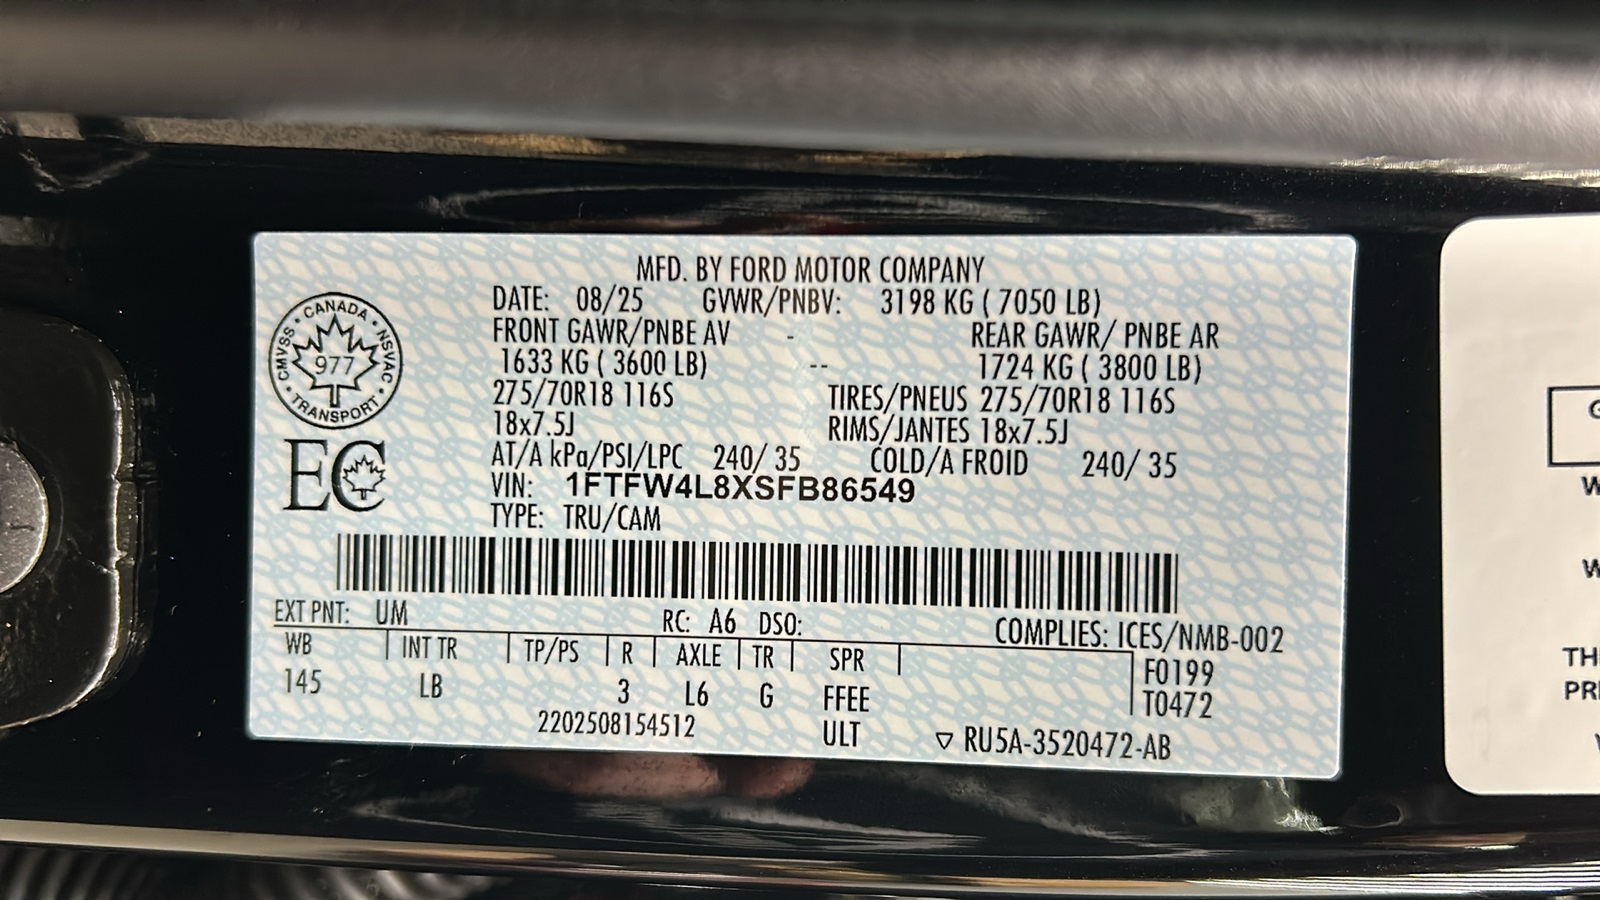 MFD. BY FORD MOTOR COMPANY
DATE: 08/25 GVWR/PNBV: 3198 KG ( 7050 LB)
FRONT GAWR/PNBE AV - REAR GAWR/ PNBE AR
1633 KG ( 3600 LB) -- 1724 KG ( 3800 LB)
275/70R18 116S TIRES/PNEUS 275/70R18 116S
18x7.5J RIMS/JANTES 18x7.5J
AT/A kPa/PSI/LPC 240/ 35 COLD/A FROID 240/ 35
VIN: 1FTFW4L8XSFB86549
TYPE: TRU/CAM
CANADA • NSVAC • TRANSPORT • CMVSS •
977
EC
EXT PNT: UM RC: A6 DSO: COMPLIES: ICES/NMB-002
WB INT TR TP/PS R AXLE TR SPR F0199
145 LB 3 L6 G FFEE T0472
2202508154512 ULT ▽ RU5A-3520472-AB
G
W
W
PR